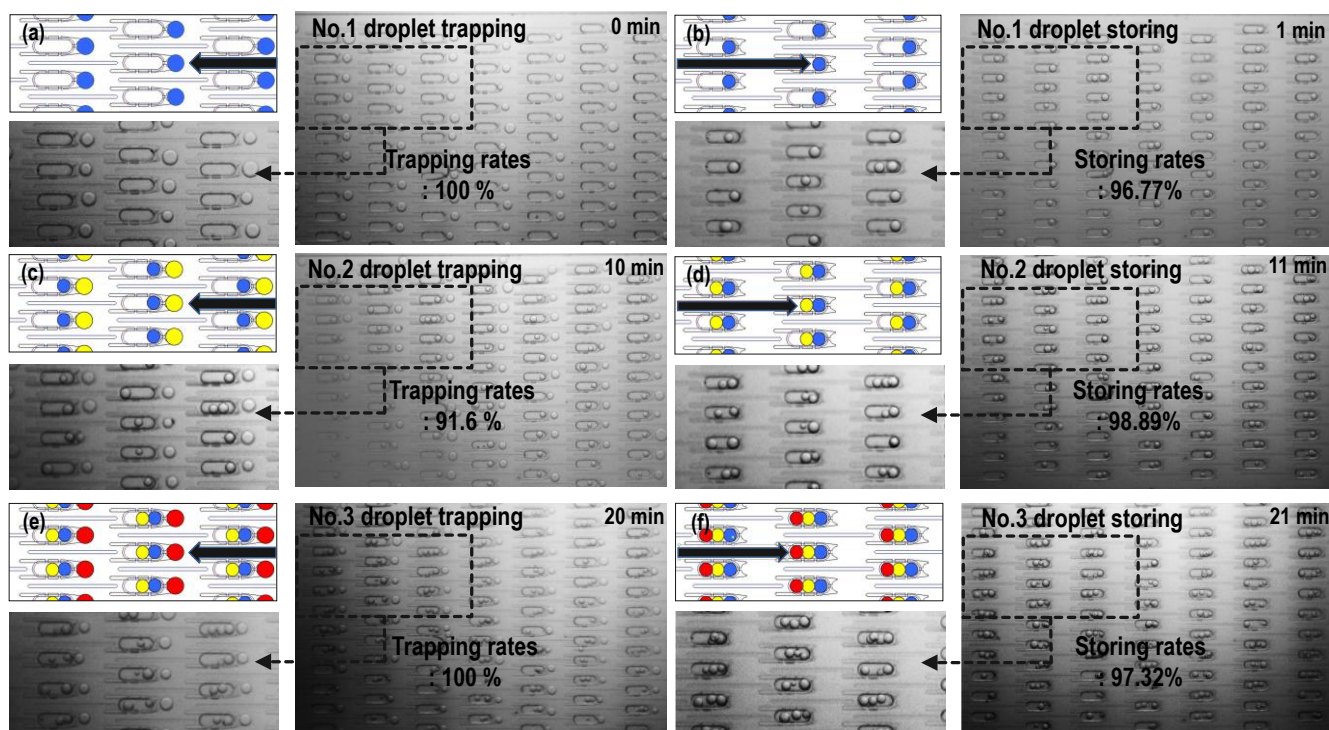 (a)
No.1 droplet trapping
0 min
Trapping rates
: 100 %
(b)
No.1 droplet storing
1 min
Storing rates
: 96.77%
(c)
No.2 droplet trapping
10 min
Trapping rates
: 91.6 %
(d)
No.2 droplet storing
11 min
Storing rates
: 98.89%
(e)
No.3 droplet trapping
20 min
Trapping rates
: 100 %
(f)
No.3 droplet storing
21 min
Storing rates
: 97.32%